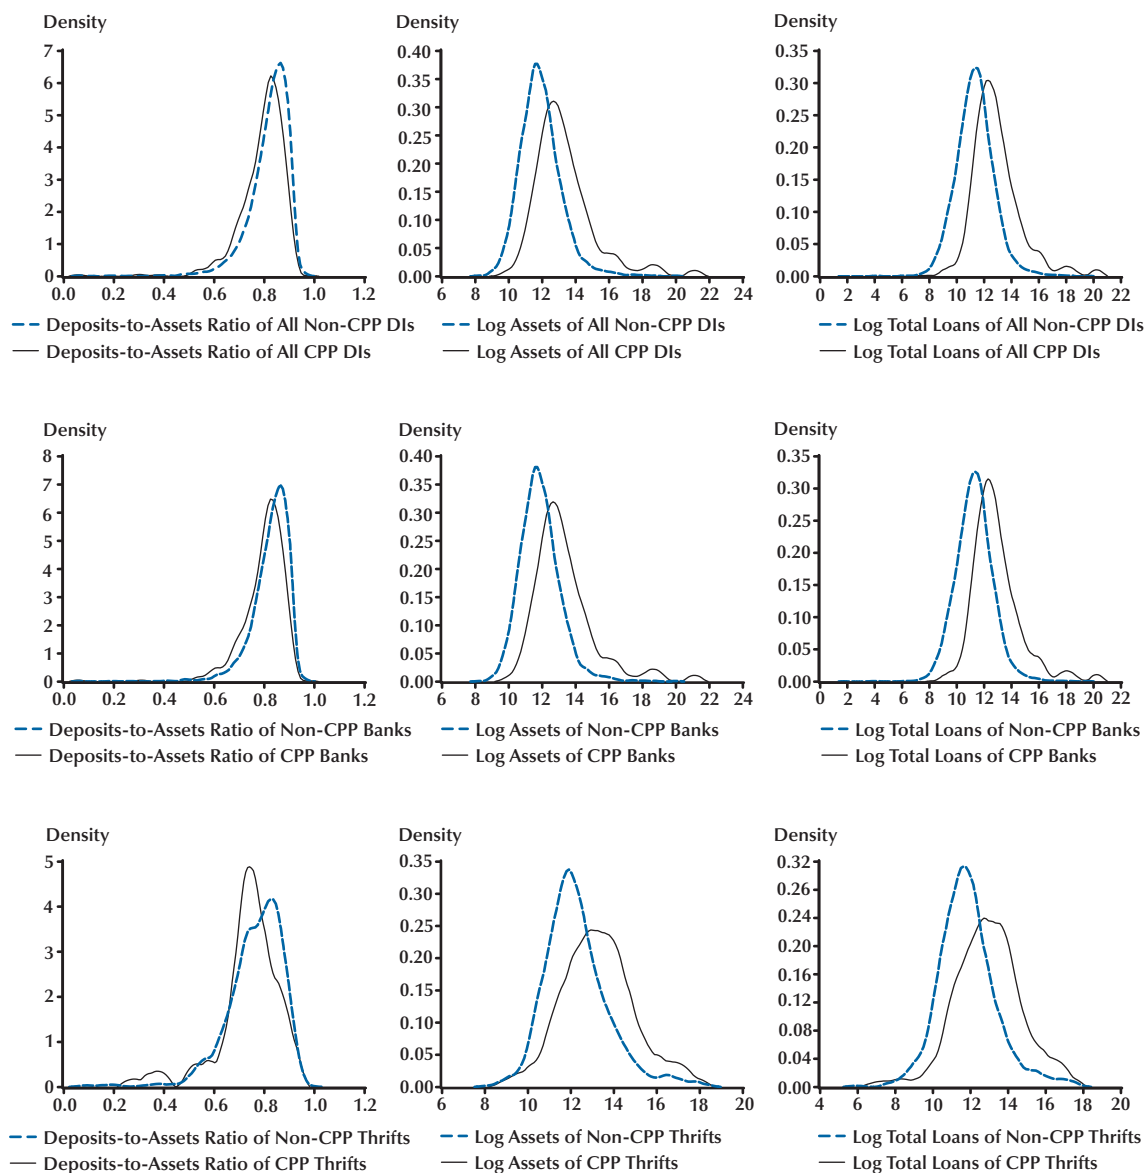 Density
7
6
5
4
3
2
1
0
0.0 0.2 0.4 0.6 0.8 1.0 1.2
Deposits-to-Assets Ratio of All Non-CPP DIs
Deposits-to-Assets Ratio of All CPP DIs
Density
0.40
0.35
0.30
0.25
0.20
0.15
0.10
0.05
0.00
6 8 10 12 14 16 18 20 22 24
Log Assets of All Non-CPP DIs
Log Assets of All CPP DIs
Density
0.35
0.30
0.25
0.20
0.15
0.10
0.05
0.00
0 2 4 6 8 10 12 14 16 18 20 22
Log Total Loans of All Non-CPP DIs
Log Total Loans of All CPP DIs
Density
8
7
6
5
4
3
2
1
0
0.0 0.2 0.4 0.6 0.8 1.0 1.2
Deposits-to-Assets Ratio of Non-CPP Banks
Deposits-to-Assets Ratio of CPP Banks
Density
0.40
0.35
0.30
0.25
0.20
0.15
0.10
0.05
0.00
6 8 10 12 14 16 18 20 22 24
Log Assets of Non-CPP Banks
Log Assets of CPP Banks
Density
0.35
0.30
0.25
0.20
0.15
0.10
0.05
0.00
0 2 4 6 8 10 12 14 16 18 20 22
Log Total Loans of Non-CPP Banks
Log Total Loans of CPP Banks
Density
5
4
3
2
1
0
0.0 0.2 0.4 0.6 0.8 1.0 1.2
Deposits-to-Assets Ratio of Non-CPP Thrifts
Deposits-to-Assets Ratio of CPP Thrifts
Density
0.35
0.30
0.25
0.20
0.15
0.10
0.05
0.00
6 8 10 12 14 16 18 20
Log Assets of Non-CPP Thrifts
Log Assets of CPP Thrifts
Density
0.32
0.28
0.24
0.20
0.16
0.12
0.08
0.04
0.00
4 6 8 10 12 14 16 18 20
Log Total Loans of Non-CPP Thrifts
Log Total Loans of CPP Thrifts